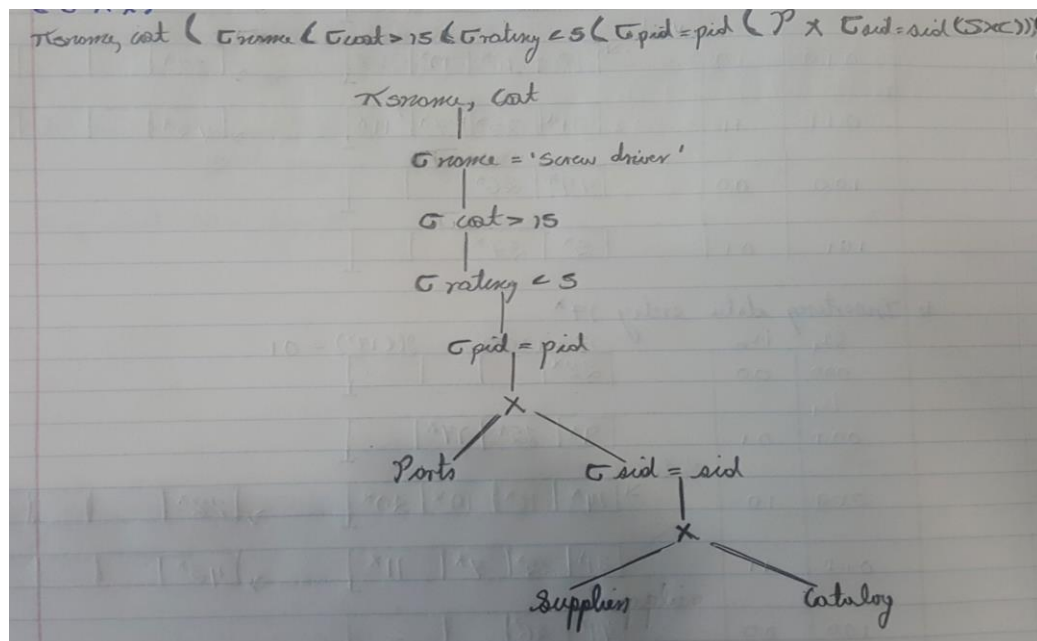 πsname, cost ( σname ( σcost > 15 ( σrating < 5 ( σpid = pid ( P × σsid = sid (S×C)))
πsname, cost
σ name = 'screw driver'
σ cost > 15
σ rating < 5
σ pid = pid
×
Parts σ sid = sid
×
Suppliers Catalog